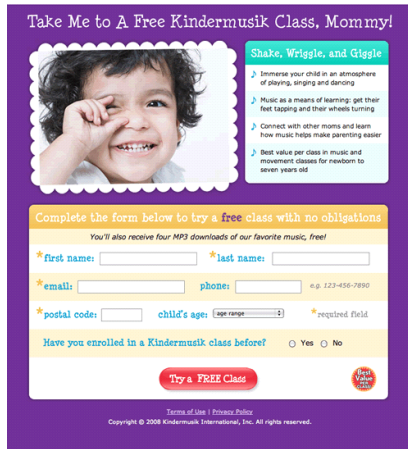 Take Me to A Free Kindermusik Class, Mommy!
Shake, Wriggle, and Giggle
Immerse your child in an atmosphere
of playing, singing and dancing
Music as a means of learning: get their
feet tapping and their wheels turning
Connect with other moms and learn
how music helps make parenting easier
Best value per class in music and
movement classes for newborn to
seven years old
Complete the form below to try a free class with no obligations
You'll also receive four MP3 downloads of our favorite music, free!
*first name: *last name:
*email: phone: e.g. 123-456-7890
*postal code: child's age: age range *required field
Have you enrolled in a Kindermusik class before? Yes No
Try a FREE Class
Best
Value
PER
CLASS
Terms of Use | Privacy Policy
Copyright © 2008 Kindermusik International, Inc. All rights reserved.